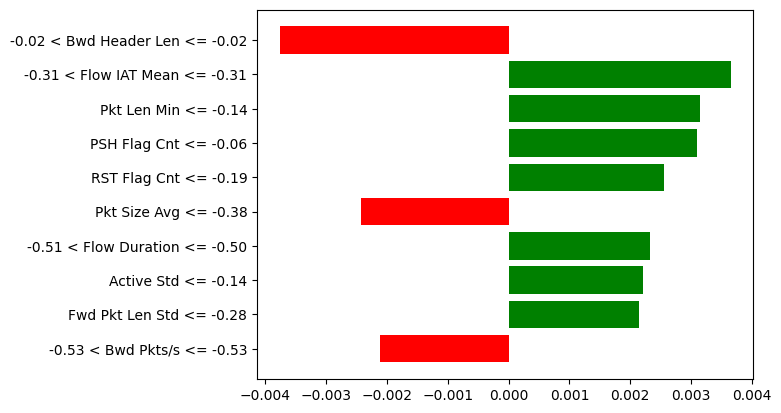 -0.02 < Bwd Header Len <= -0.02
-0.31 < Flow IAT Mean <= -0.31
Pkt Len Min <= -0.14
PSH Flag Cnt <= -0.06
RST Flag Cnt <= -0.19
Pkt Size Avg <= -0.38
-0.51 < Flow Duration <= -0.50
Active Std <= -0.14
Fwd Pkt Len Std <= -0.28
-0.53 < Bwd Pkts/s <= -0.53
−0.004 −0.003 −0.002 −0.001 0.000 0.001 0.002 0.003 0.004